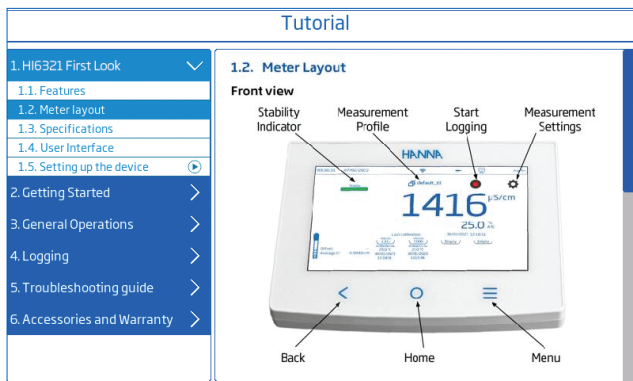 Tutorial
1. HI6321 First Look
1.1. Features
1.2. Meter layout
1.3. Specifications
1.4. User Interface
1.5. Setting up the device
2. Getting Started
3. General Operations
4. Logging
5. Troubleshooting guide
6. Accessories and Warranty
1.2. Meter Layout
Front view
Stability Indicator
Measurement Profile
Start Logging
Measurement Settings
HANNA
default_10
1416 µS/cm
25.0
Last calibration
Back
Home
Menu